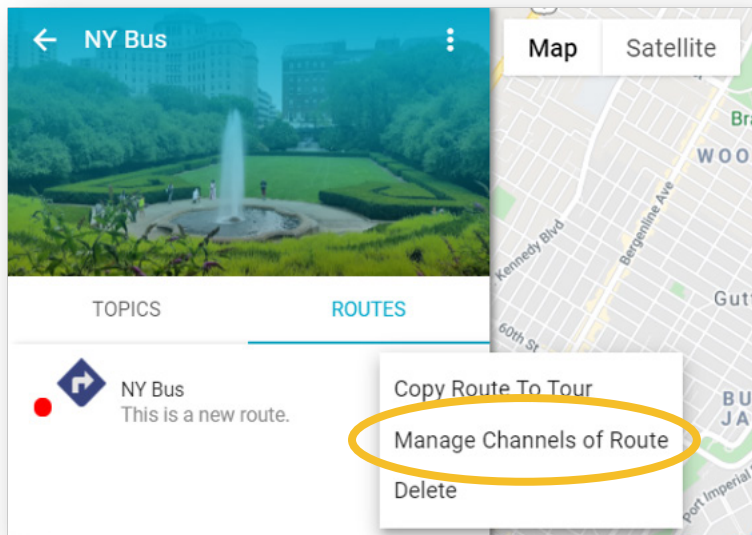 NY Bus
Map
Satellite
TOPICS
ROUTES
NY Bus
This is a new route.
Copy Route To Tour
Manage Channels of Route
Delete
Bergenline Ave
Kennedy Blvd
60th St
Port Imperial